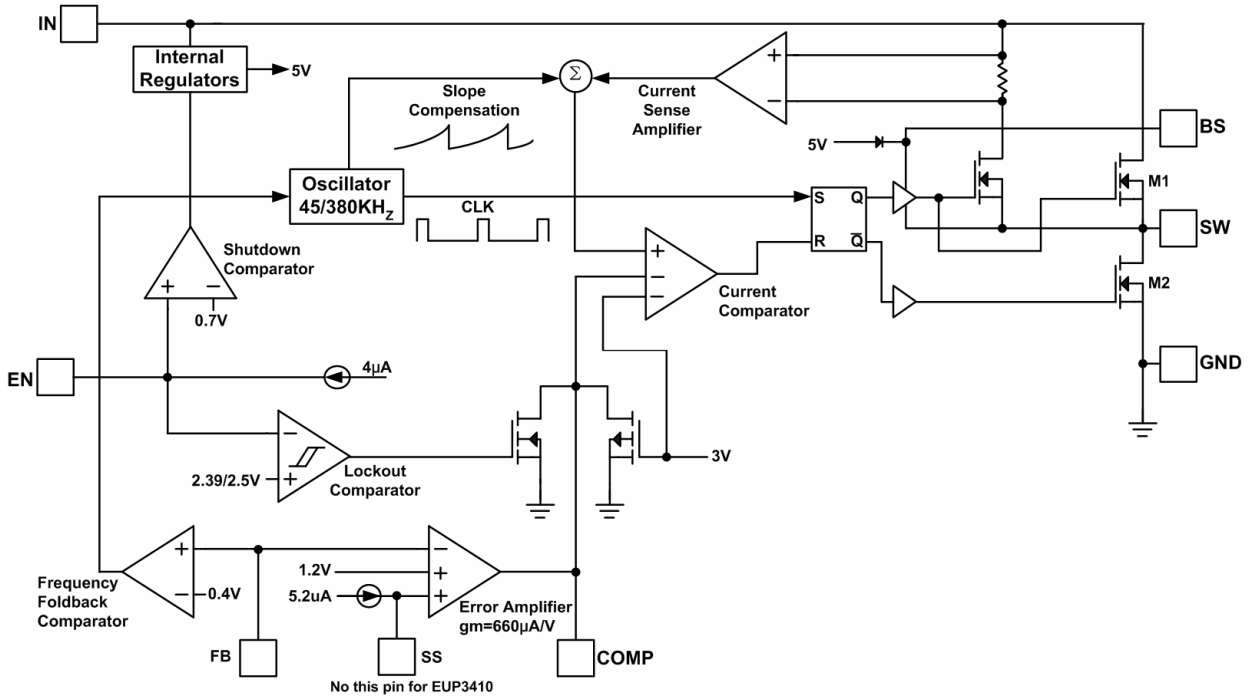 IN
Internal
Regulators
5V
Slope
Compensation
Σ
Current
Sense
Amplifier
+
−
5V
BS
Oscillator
45/380KHZ
CLK
S Q
R Q̅
M1
SW
M2
GND
Shutdown
Comparator
+ −
0.7V
+
−
−
Current
Comparator
EN
4µA
−
2.39/2.5V +
Lockout
Comparator
3V
Frequency
Foldback
Comparator
+
− 0.4V
−
1.2V +
5.2uA +
Error Amplifier
gm=660µA/V
FB
SS
COMP
No this pin for EUP3410